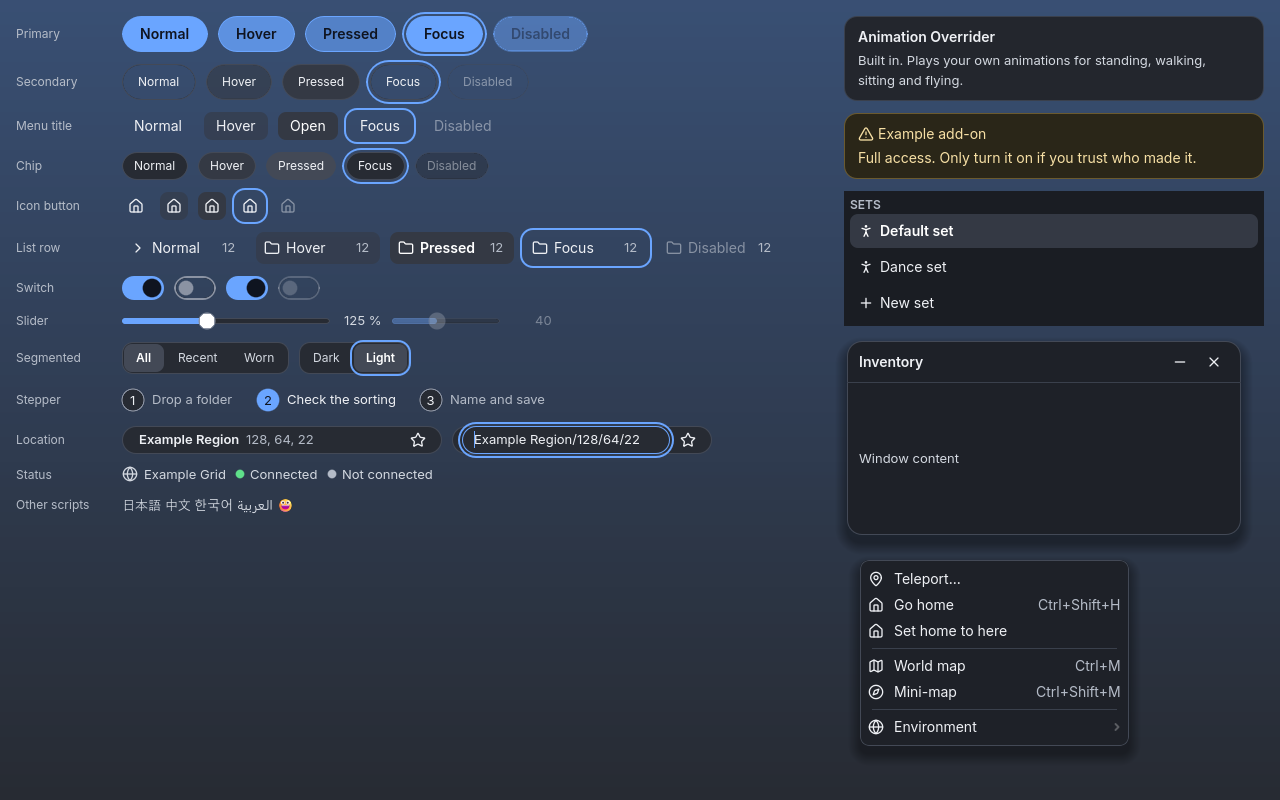 Primary Normal Hover Pressed Focus Disabled
Secondary Normal Hover Pressed Focus Disabled
Menu title Normal Hover Open Focus Disabled
Chip Normal Hover Pressed Focus Disabled
Icon button
List row Normal 12 Hover 12 Pressed 12 Focus 12 Disabled 12
Switch
Slider 125 % 40
Segmented All Recent Worn Dark Light
Stepper 1 Drop a folder 2 Check the sorting 3 Name and save
Location Example Region 128, 64, 22 Example Region/128/64/22
Status Example Grid Connected Not connected
Other scripts 日本語 中文 한국어 العربية 😀
Animation Overrider
Built in. Plays your own animations for standing, walking,
sitting and flying.
Example add-on
Full access. Only turn it on if you trust who made it.
SETS
Default set
Dance set
New set
Inventory
Window content
Teleport...
Go home Ctrl+Shift+H
Set home to here
World map Ctrl+M
Mini-map Ctrl+Shift+M
Environment